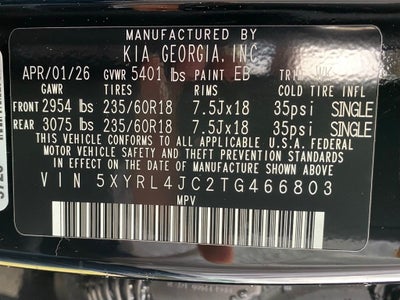 MANUFACTURED BY
KIA GEORGIA, INC
APR/01/26 GVWR 5401 lbs PAINT EB TRIM WK
GAWR TIRES RIMS COLD TIRE INFL
FRONT 2954 lbs 235/60R18 7.5Jx18 35psi SINGLE
REAR 3075 lbs 235/60R18 7.5Jx18 35psi SINGLE
THIS VEHICLE CONFORMS TO ALL APPLICABLE U.S.A. FEDERAL
MOTOR VEHICLE SAFETY AND THEFT PREVENTION STANDARDS
IN EFFECT ON THE DATE OF MANUFACTURE SHOWN ABOVE.
VIN 5XYRL4JC2TG466803
MPV